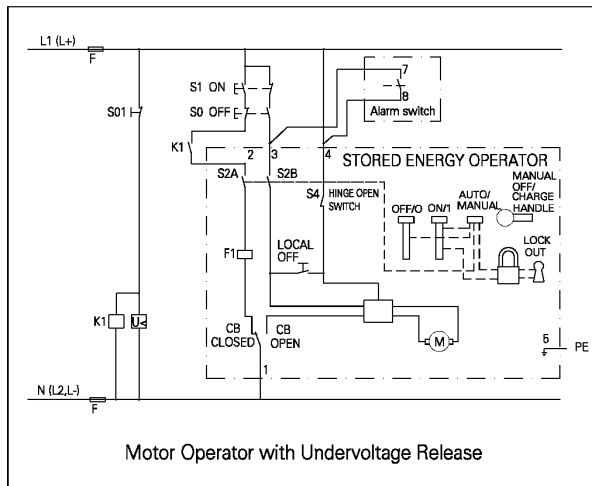 L1 (L+)
F
7
S1 ON
8
Alarm switch
S01
S0 OFF
K1
2
3
4
STORED ENERGY OPERATOR
S2A
S2B
S4
HINGE OPEN
SWITCH
OFF/O
ON/1
AUTO/
MANUAL
MANUAL
OFF/
CHARGE
HANDLE
F1
LOCAL
OFF
LOCK
OUT
K1
U<
CB
CLOSED
CB
OPEN
M
5
PE
1
N (L2,L-)
F
Motor Operator with Undervoltage Release